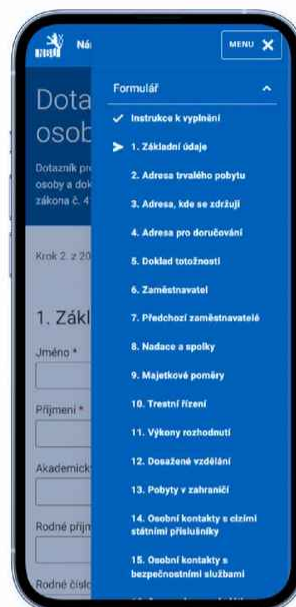 NBÚ
Ná
MENU
Dota
osob
Dotazník pr
osoby a dok
zákona č. 4
Krok 2. z 20
1. Zákl
Jméno *
Příjmení *
Akademick
Rodné příjm
Rodné číslo
Formulář
Instrukce k vyplnění
1. Základní údaje
2. Adresa trvalého pobytu
3. Adresa, kde se zdržuji
4. Adresa pro doručování
5. Doklad totožnosti
6. Zaměstnavatel
7. Předchozí zaměstnavatelé
8. Nadace a spolky
9. Majetkové poměry
10. Trestní řízení
11. Výkony rozhodnutí
12. Dosažené vzdělání
13. Pobyty v zahraničí
14. Osobní kontakty s cizími
státními příslušníky
15. Osobní kontakty s
bezpečnostními službami